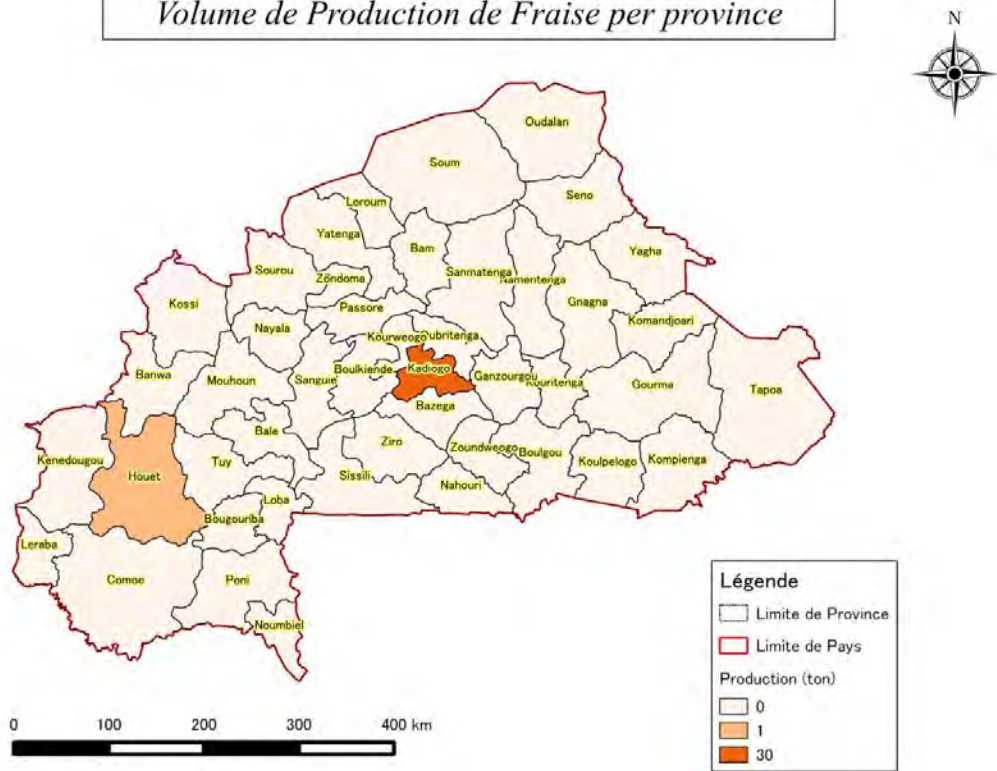 Volume de Production de Fraise per province
N
Oudalan
Soum
Seno
Loroum
Yatenga
Bam
Yagha
Sourou
Sanmatenga
Zondoma
Namentenga
Kossi
Gnagna
Passore
Komandjoari
Nayala
Kourweogo
Oubritenga
Banwa
Mouhoun
Sanguie
Boulkiende
Kadiogo
Ganzourgou
Kouritenga
Gourma
Tapoa
Bazega
Bale
Ziro
Zoundweogo
Boulgou
Kenedougou
Tuy
Koulpelogo
Kompienga
Houet
Sissili
Nahouri
Loba
Bougouriba
Leraba
Comoe
Poni
Noumbiel
Légende
Limite de Province
Limite de Pays
Production (ton)
0
1
30
0 100 200 300 400 km